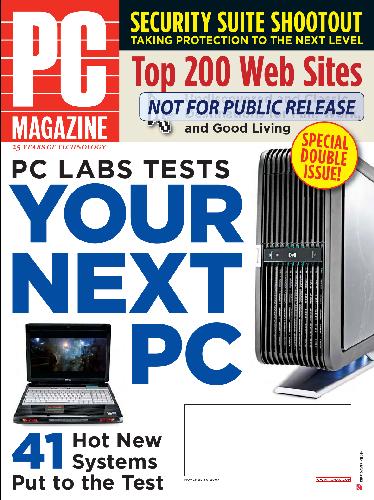 PC
MAGAZINE
25 YEARS OF TECHNOLOGY
SECURITY SUITE SHOOTOUT
TAKING PROTECTION TO THE NEXT LEVEL
Top 200 Web Sites
NOT FOR PUBLIC RELEASE
and Good Living
SPECIAL
DOUBLE
ISSUE!
PC LABS TESTS
YOUR
NEXT
PC
41 Hot New
Systems
Put to the Test